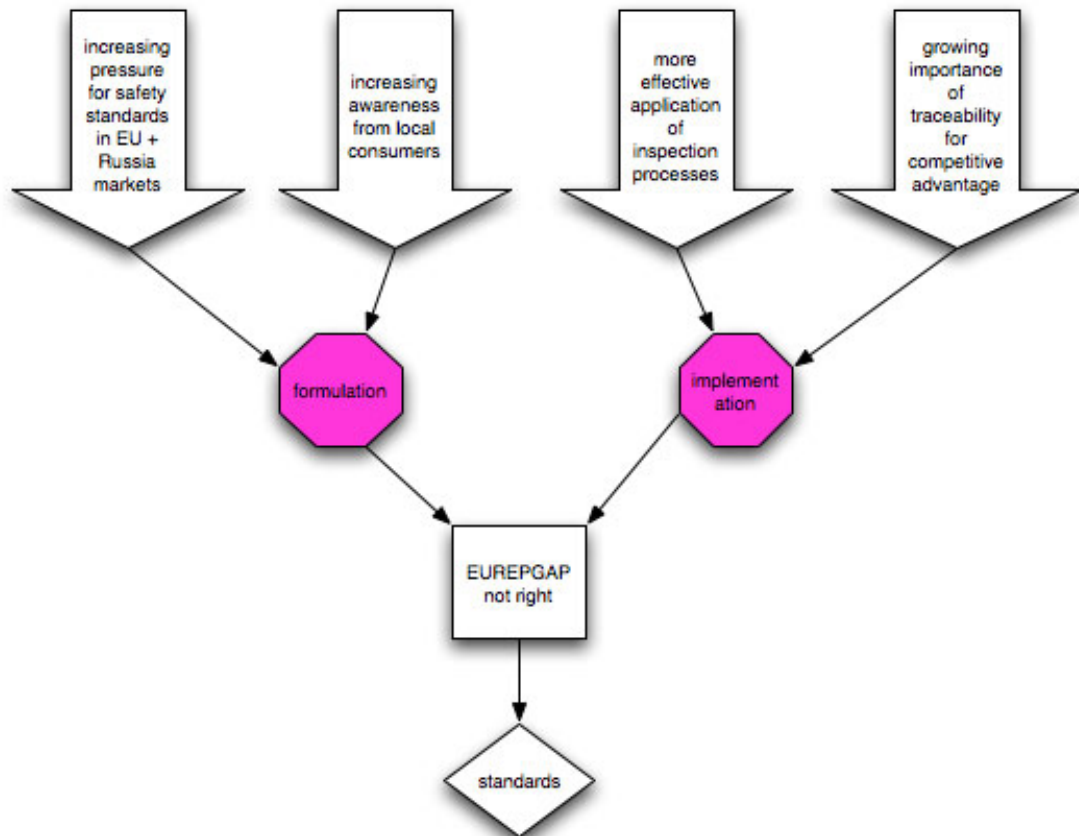 increasing
pressure
for safety
standards
in EU +
Russia
markets
increasing
awareness
from local
consumers
more
effective
application
of
inspection
processes
growing
importance
of
traceability
for
competitive
advantage
formulation
implement
ation
EUREPGAP
not right
standards